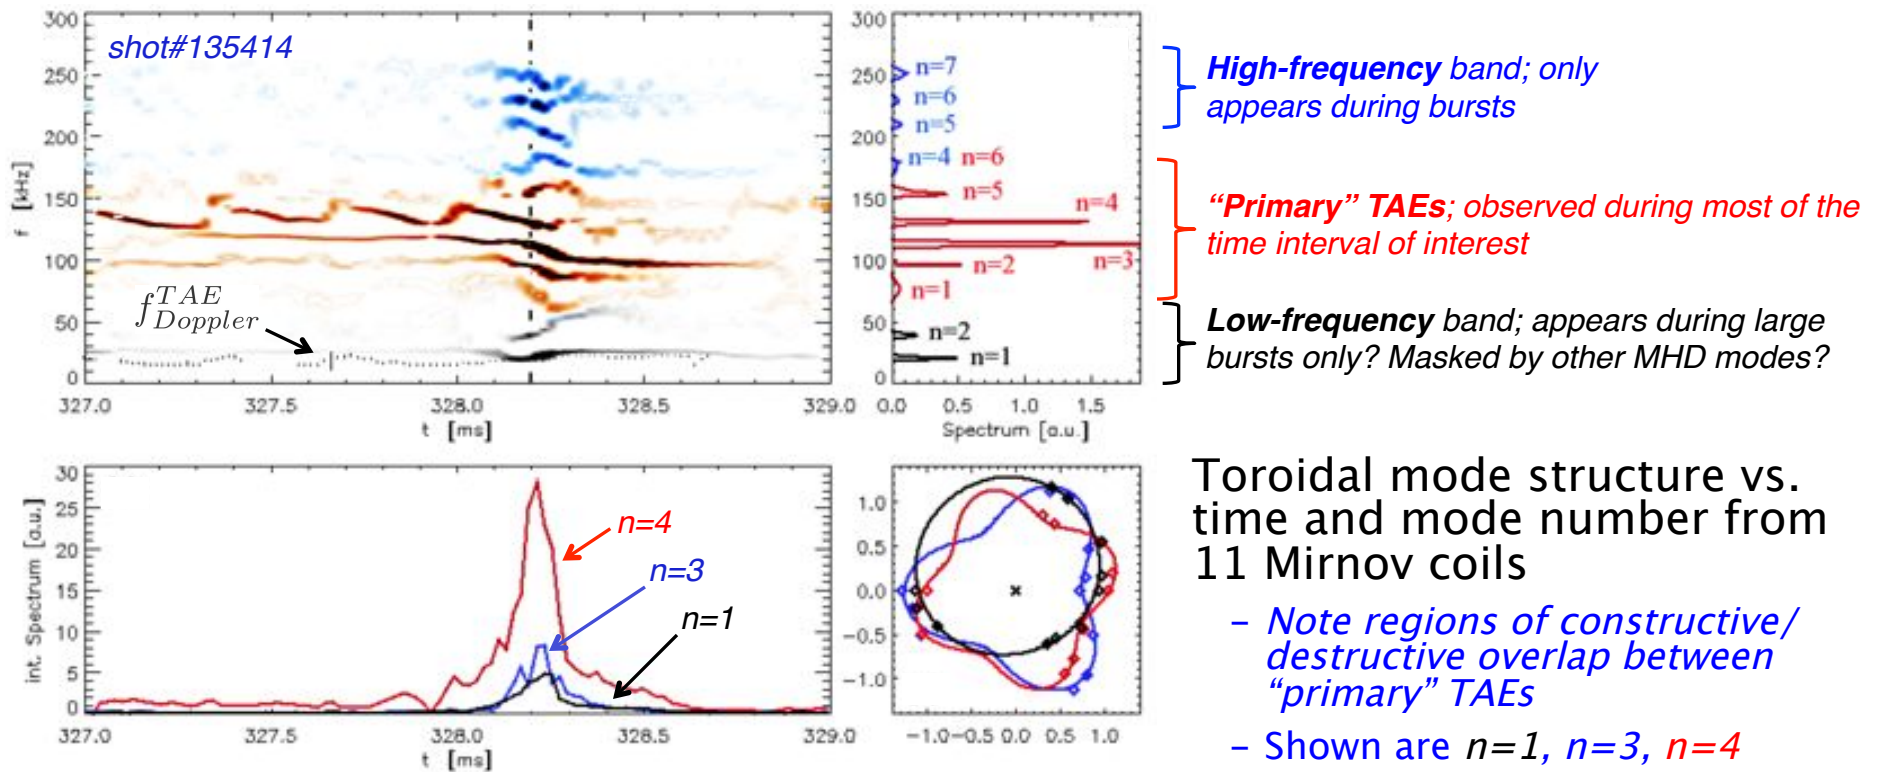 shot#135414
300
250
200
150
100
50
0
f [kHz]
f TAE Doppler
327.0 327.5 328.0 328.5 329.0
t [ms]
300
250
200
150
100
50
0
n=7
n=6
n=5
n=4 n=6
n=5
n=4
n=3
n=2
n=1
n=2
n=1
0.0 0.5 1.0 1.5
Spectrum [a.u.]
High-frequency band; only
appears during bursts
"Primary" TAEs; observed during most of the
time interval of interest
Low-frequency band; appears during large
bursts only? Masked by other MHD modes?
30
25
20
15
10
5
0
int. Spectrum [a.u.]
n=4
n=3
n=1
327.0 327.5 328.0 328.5 329.0
t [ms]
1.0
0.5
0.0
-0.5
-1.0
-1.0 -0.5 0.0 0.5 1.0
Toroidal mode structure vs.
time and mode number from
11 Mirnov coils
– Note regions of constructive/
destructive overlap between
"primary" TAEs
– Shown are n=1, n=3, n=4